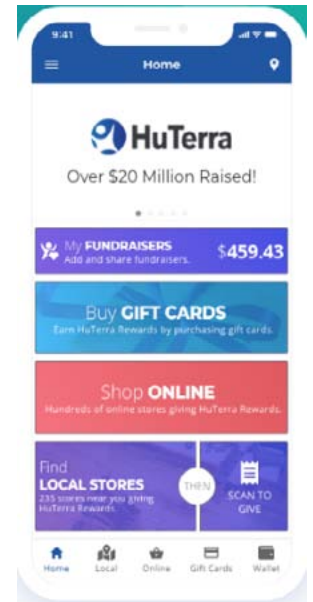 9:41
Home
HuTerra
Over $20 Million Raised!
My FUNDRAISERS
Add and share fundraisers.
$459.43
Buy GIFT CARDS
Earn HuTerra Rewards by purchasing gift cards.
Shop ONLINE
Hundreds of online stores giving HuTerra Rewards.
Find
LOCAL STORES
235 stores near you giving
HuTerra Rewards.
THEN
SCAN TO
GIVE
Home Local Online Gift Cards Wallet